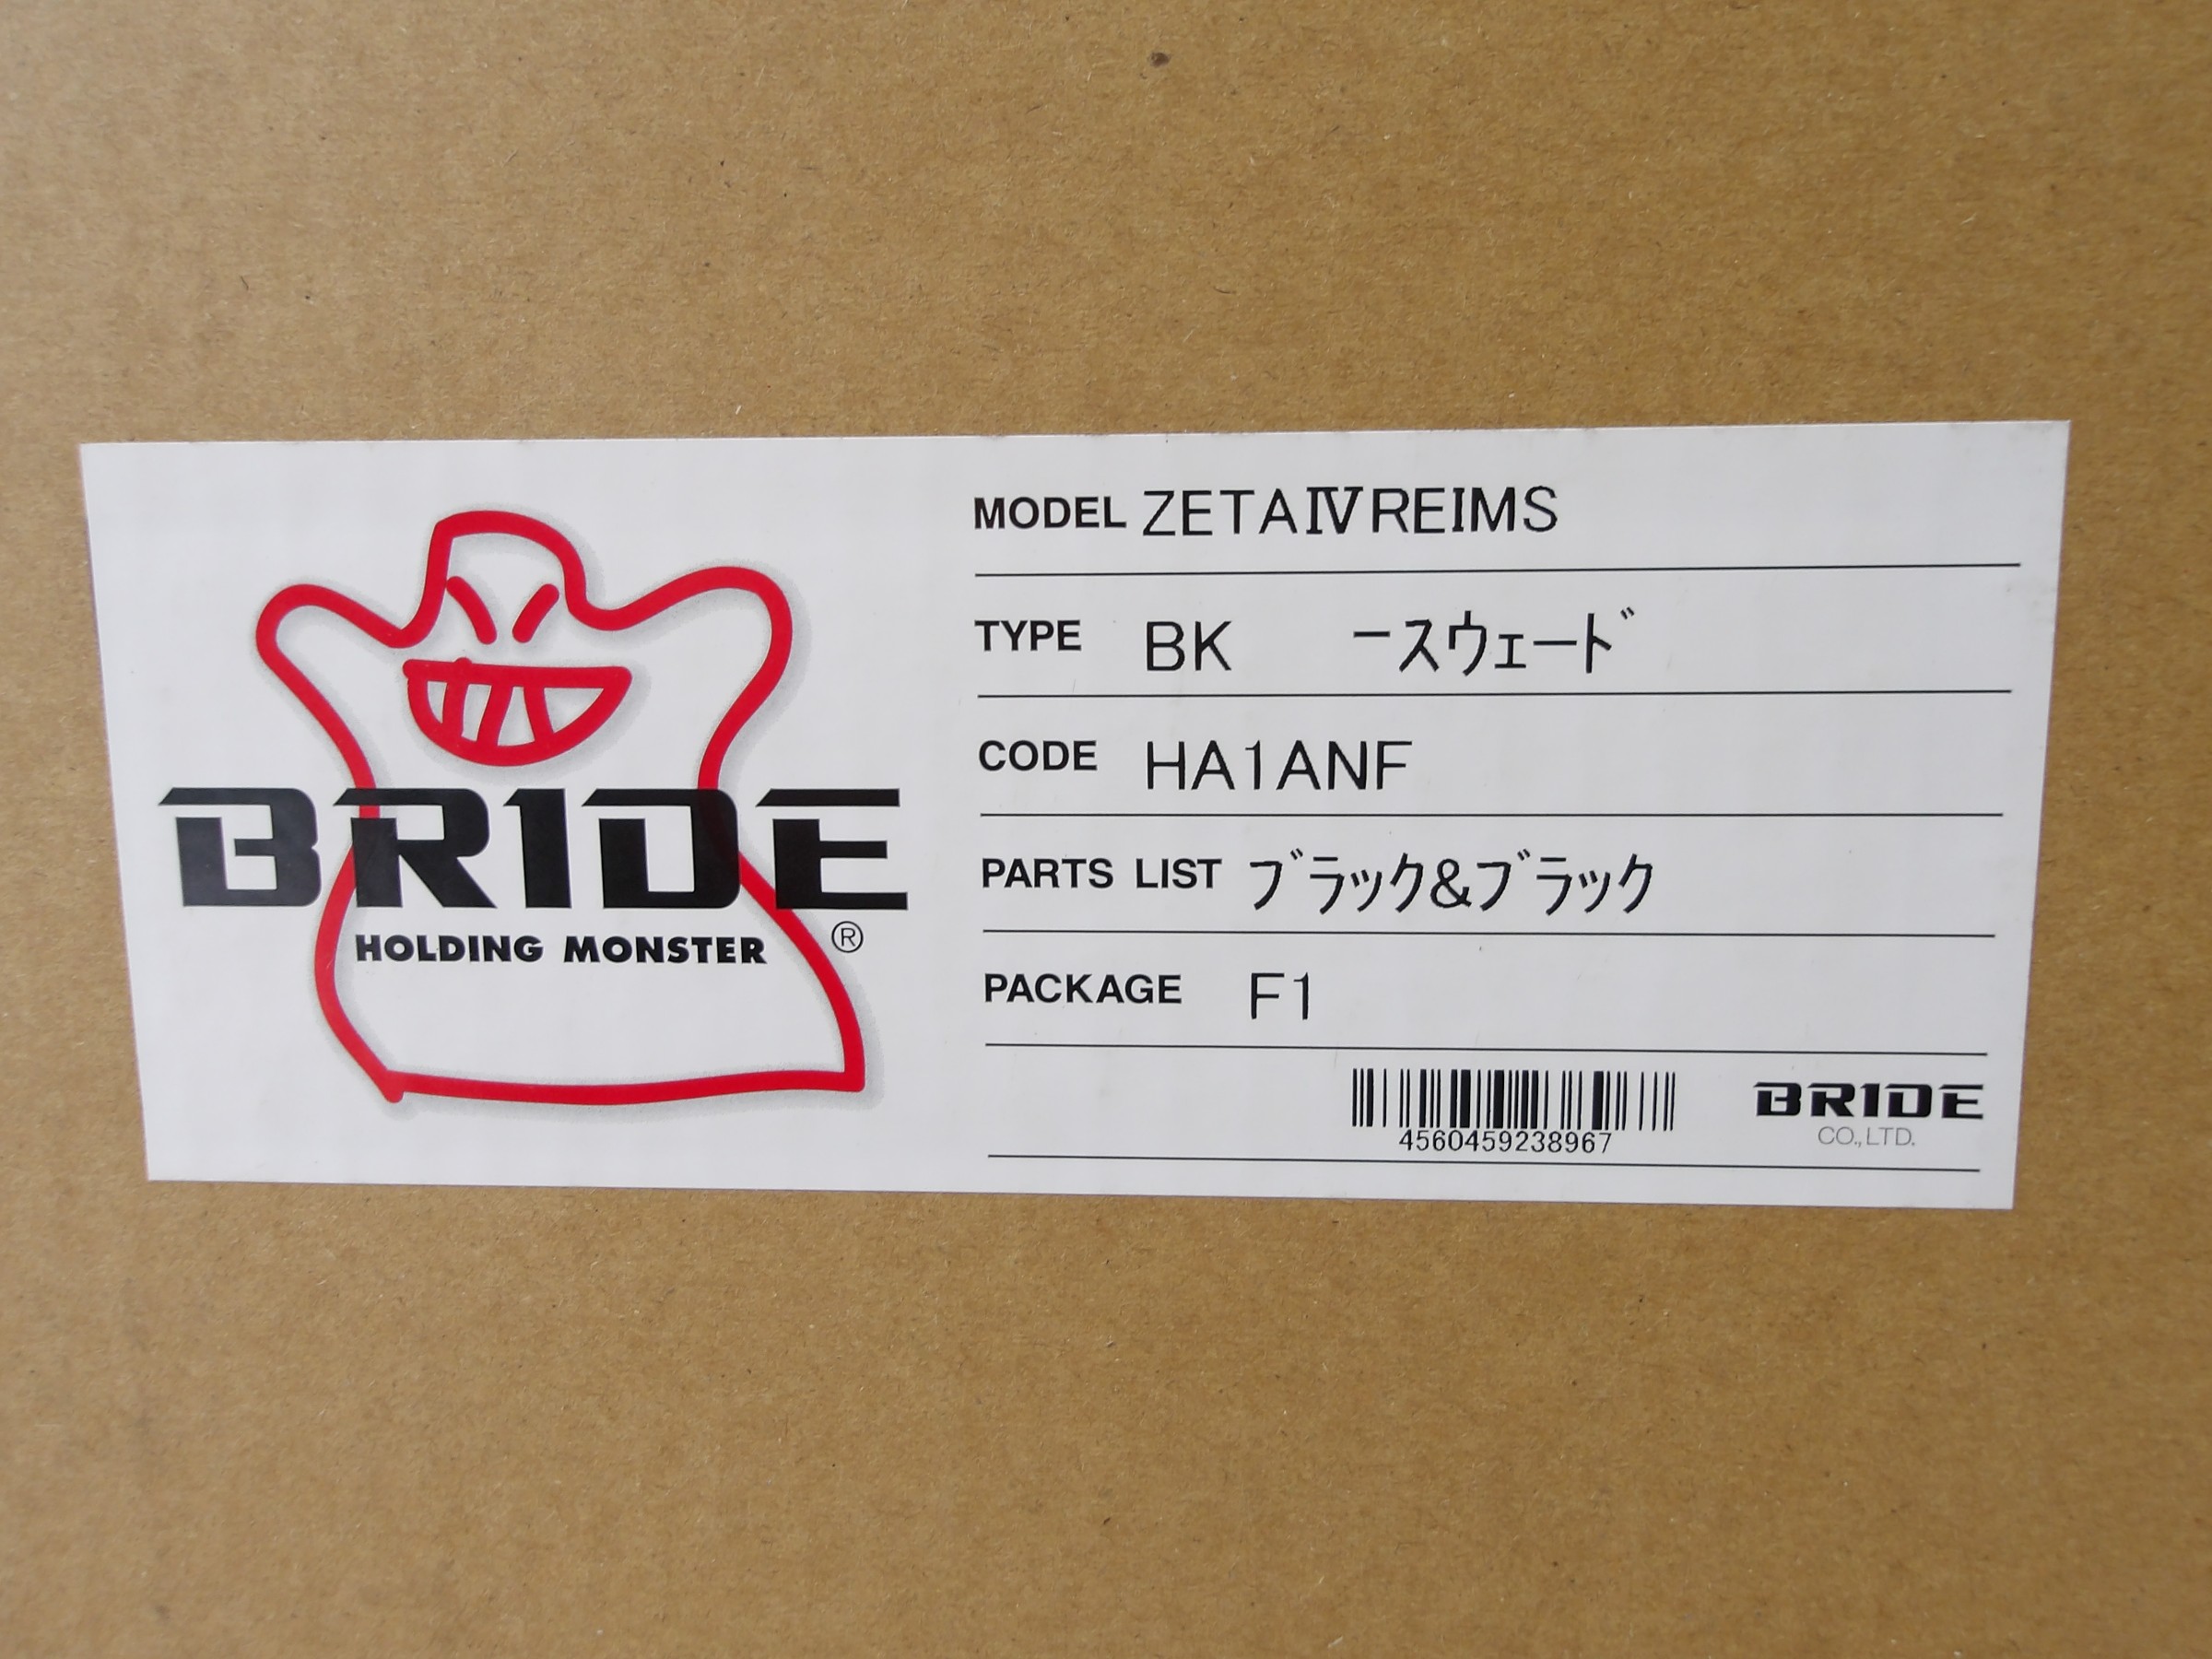 BRIDE
HOLDING MONSTER ®
MODEL ZETAⅣREIMS
TYPE BK ースウェード
CODE HA1ANF
PARTS LIST ブラック&ブラック
PACKAGE F1
4560459238967
BRIDE
CO.,LTD.